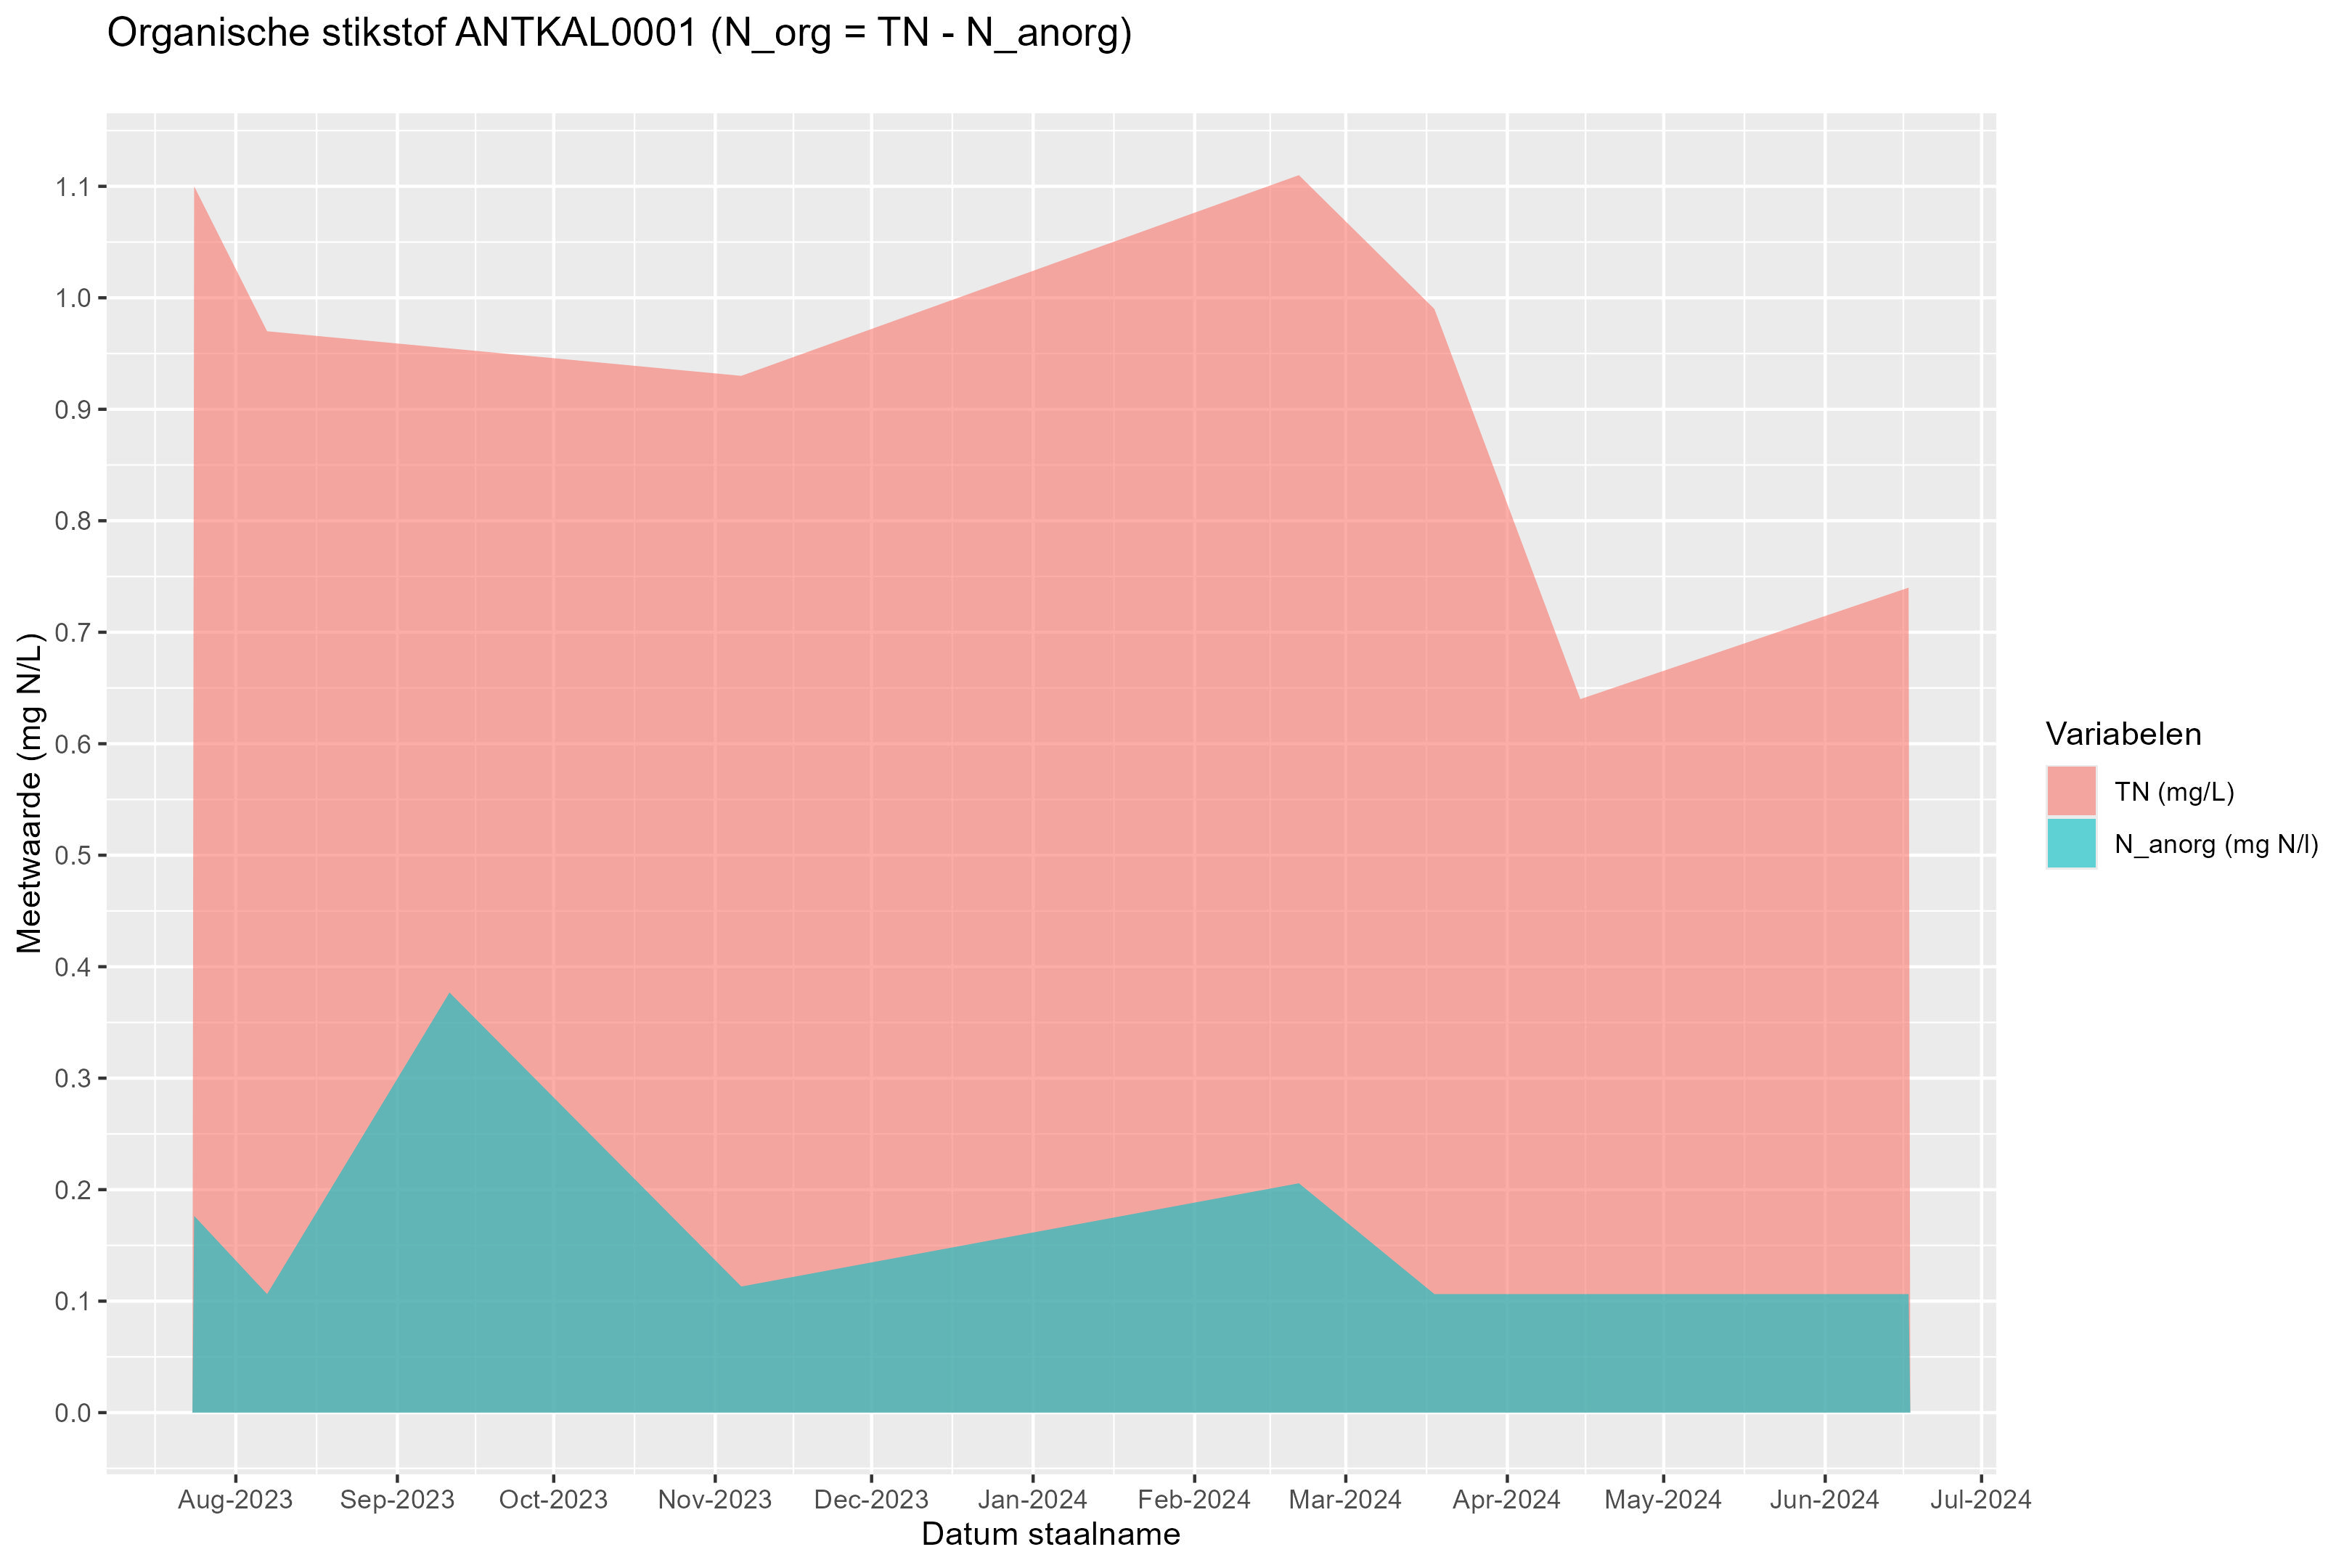 Organische stikstof ANTKAL0001 (N_org = TN - N_anorg)
Meetwaarde (mg N/L)
1.1
1.0
0.9
0.8
0.7
0.6
0.5
0.4
0.3
0.2
0.1
0.0
Aug-2023 Sep-2023 Oct-2023 Nov-2023 Dec-2023 Jan-2024 Feb-2024 Mar-2024 Apr-2024 May-2024 Jun-2024 Jul-2024
Datum staalname
Variabelen
TN (mg/L)
N_anorg (mg N/l)